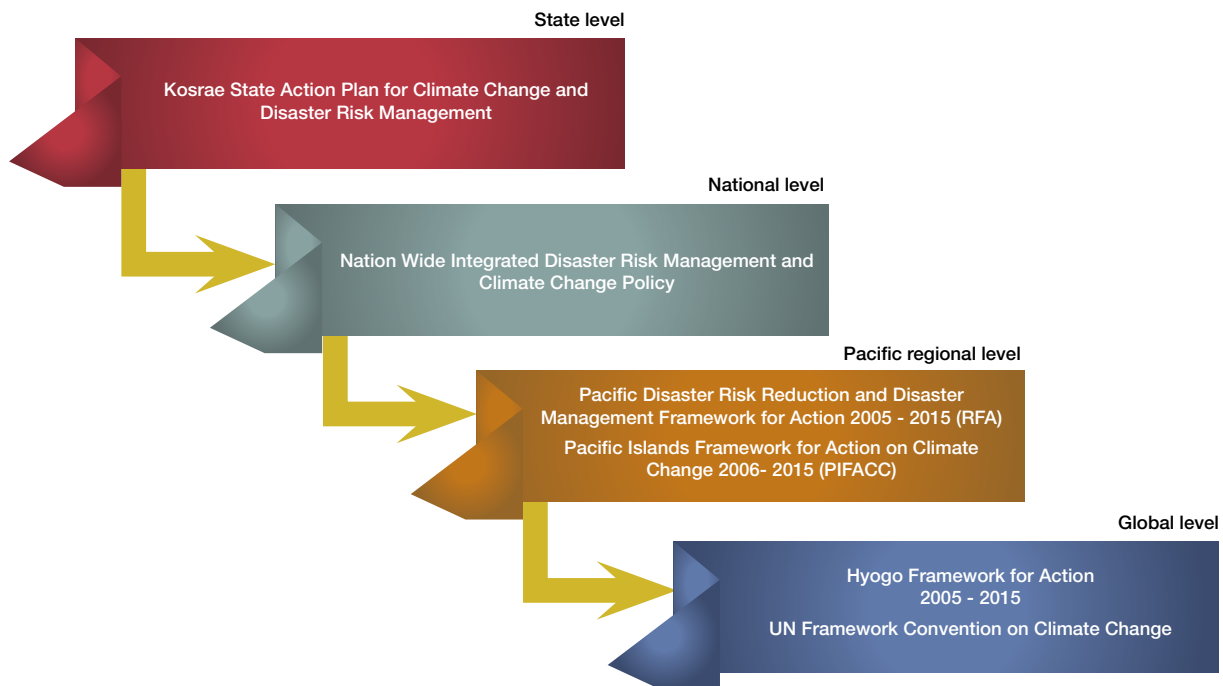 State level
Kosrae State Action Plan for Climate Change and
Disaster Risk Management
National level
Nation Wide Integrated Disaster Risk Management and
Climate Change Policy
Pacific regional level
Pacific Disaster Risk Reduction and Disaster
Management Framework for Action 2005 - 2015 (RFA)
Pacific Islands Framework for Action on Climate
Change 2006- 2015 (PIFACC)
Global level
Hyogo Framework for Action
2005 - 2015
UN Framework Convention on Climate Change